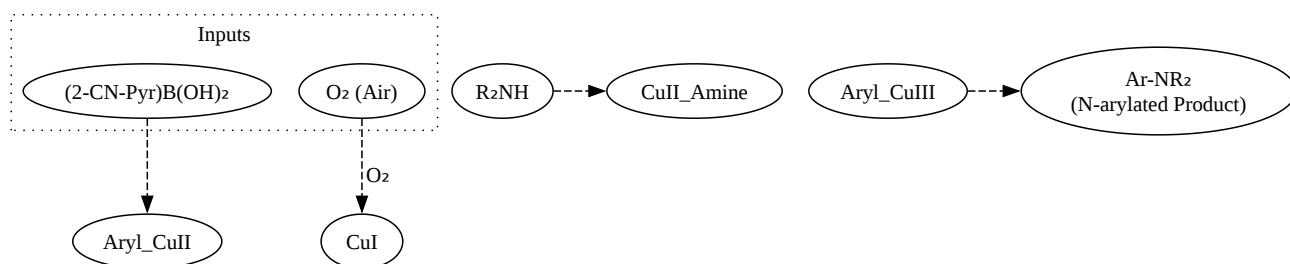 Inputs
(2-CN-Pyr)B(OH)₂
O₂ (Air)
R₂NH
CuII_Amine
Aryl_CuIII
Ar-NR₂
(N-arylated Product)
O₂
Aryl_CuII
CuI